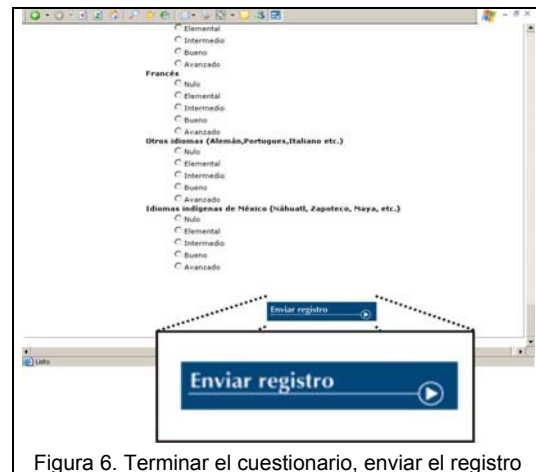 Elemental
Intermedio
Bueno
Avanzado
Francés
Nulo
Elemental
Intermedio
Bueno
Avanzado
Otros idiomas (Alemán,Portugues,Italiano etc.)
Nulo
Elemental
Intermedio
Bueno
Avanzado
Idiomas indígenas de México (Náhuatl, Zapoteco, Maya, etc.)
Nulo
Elemental
Intermedio
Bueno
Avanzado
Enviar registro
Listo
Enviar registro
Figura 6. Terminar el cuestionario, enviar el registro